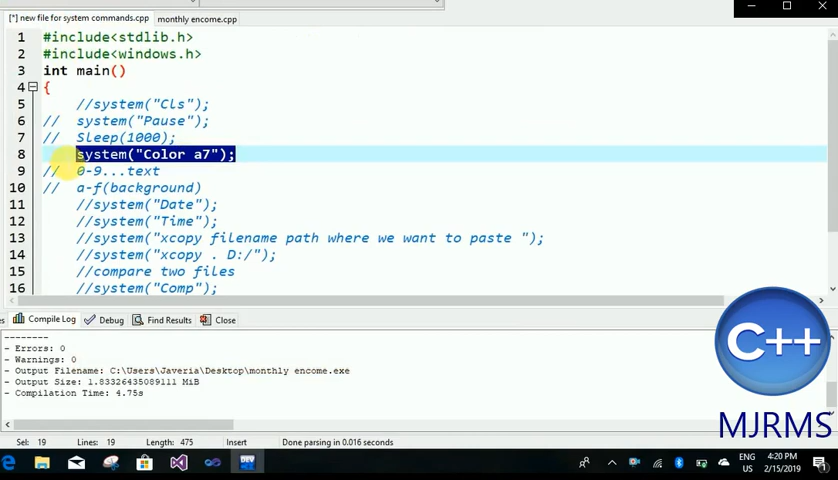 [*] new file for system commands.cpp
monthly encome.cpp
1 #include<stdlib.h>
2 #include<windows.h>
3 int main()
4 {
5 //system("Cls");
6 // system("Pause");
7 // Sleep(1000);
8 system("Color a7");
9 // 0-9...text
10 // a-f(background)
11 //system("Date");
12 //system("Time");
13 //system("xcopy filename path where we want to paste ");
14 //system("xcopy . D:/");
15 //compare two files
16 //system("Comp");
Compile Log
Debug
Find Results
Close
--------
- Errors: 0
- Warnings: 0
- Output Filename: C:\Users\Javeria\Desktop\monthly encome.exe
- Output Size: 1.83326435089111 MiB
- Compilation Time: 4.75s
C++
MJRMS
Sel: 19
Lines: 19
Length: 475
Insert
Done parsing in 0.016 seconds
DEV
ENG
US
4:20 PM
2/15/2019